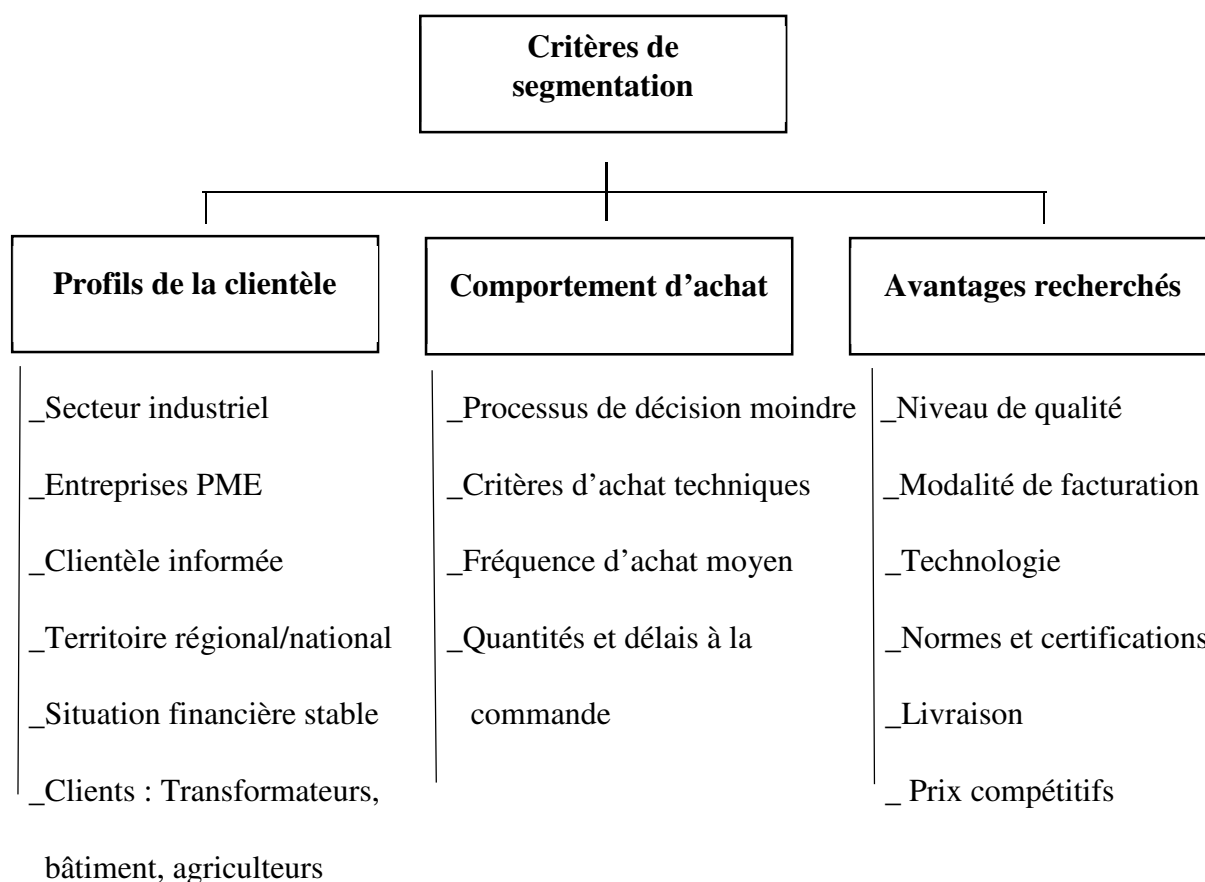 Critères de
segmentation
Profils de la clientèle
_Secteur industriel
_Entreprises PME
_Clientèle informée
_Territoire régional/national
_Situation financière stable
_Clients : Transformateurs,
bâtiment, agriculteurs
Comportement d'achat
_Processus de décision moindre
_Critères d'achat techniques
_Fréquence d'achat moyen
_Quantités et délais à la
commande
Avantages recherchés
_Niveau de qualité
_Modalité de facturation
_Technologie
_Normes et certifications
_Livraison
_ Prix compétitifs